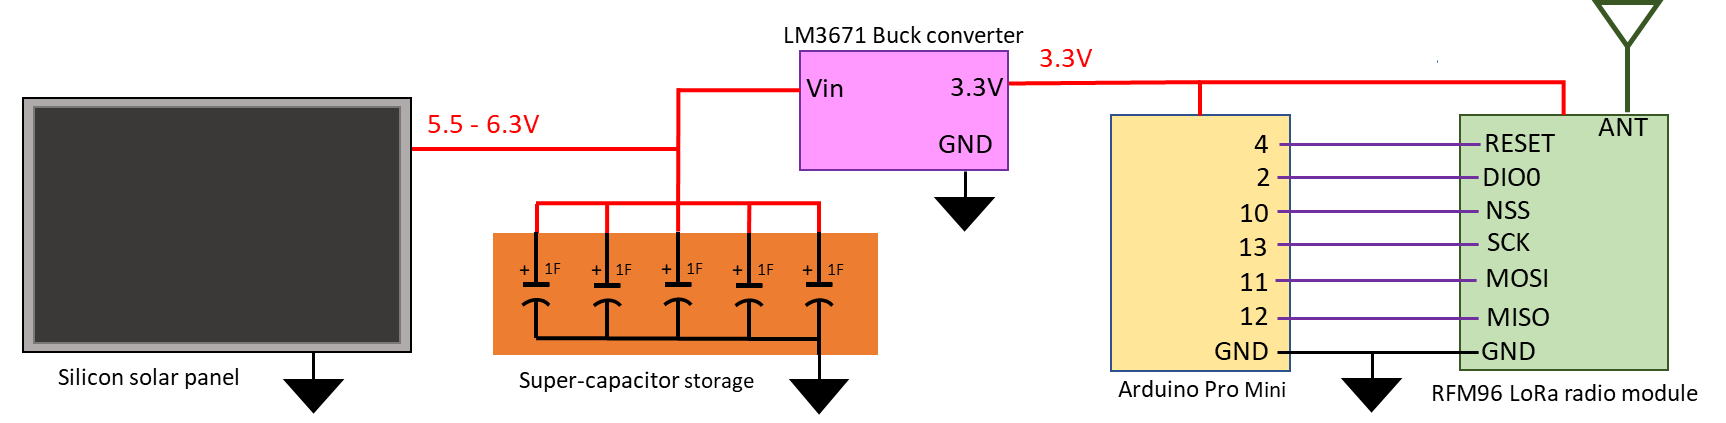 LM3671 Buck converter
3.3V
Vin
3.3V
GND
5.5 - 6.3V
ANT
4
RESET
2
DIO0
10
NSS
13
SCK
11
MOSI
12
MISO
GND
GND
+ 1F
+ 1F
+ 1F
+ 1F
+ 1F
Silicon solar panel
Super-capacitor storage
Arduino Pro Mini
RFM96 LoRa radio module